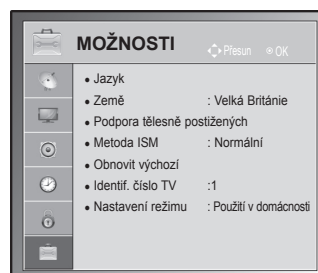 MOŽNOSTI Přesun OK
• Jazyk
• Země : Velká Británie
• Podpora tělesně postižených
• Metoda ISM : Normální
• Obnovit výchozí
• Identif. číslo TV :1
• Nastavení režimu : Použití v domácnosti